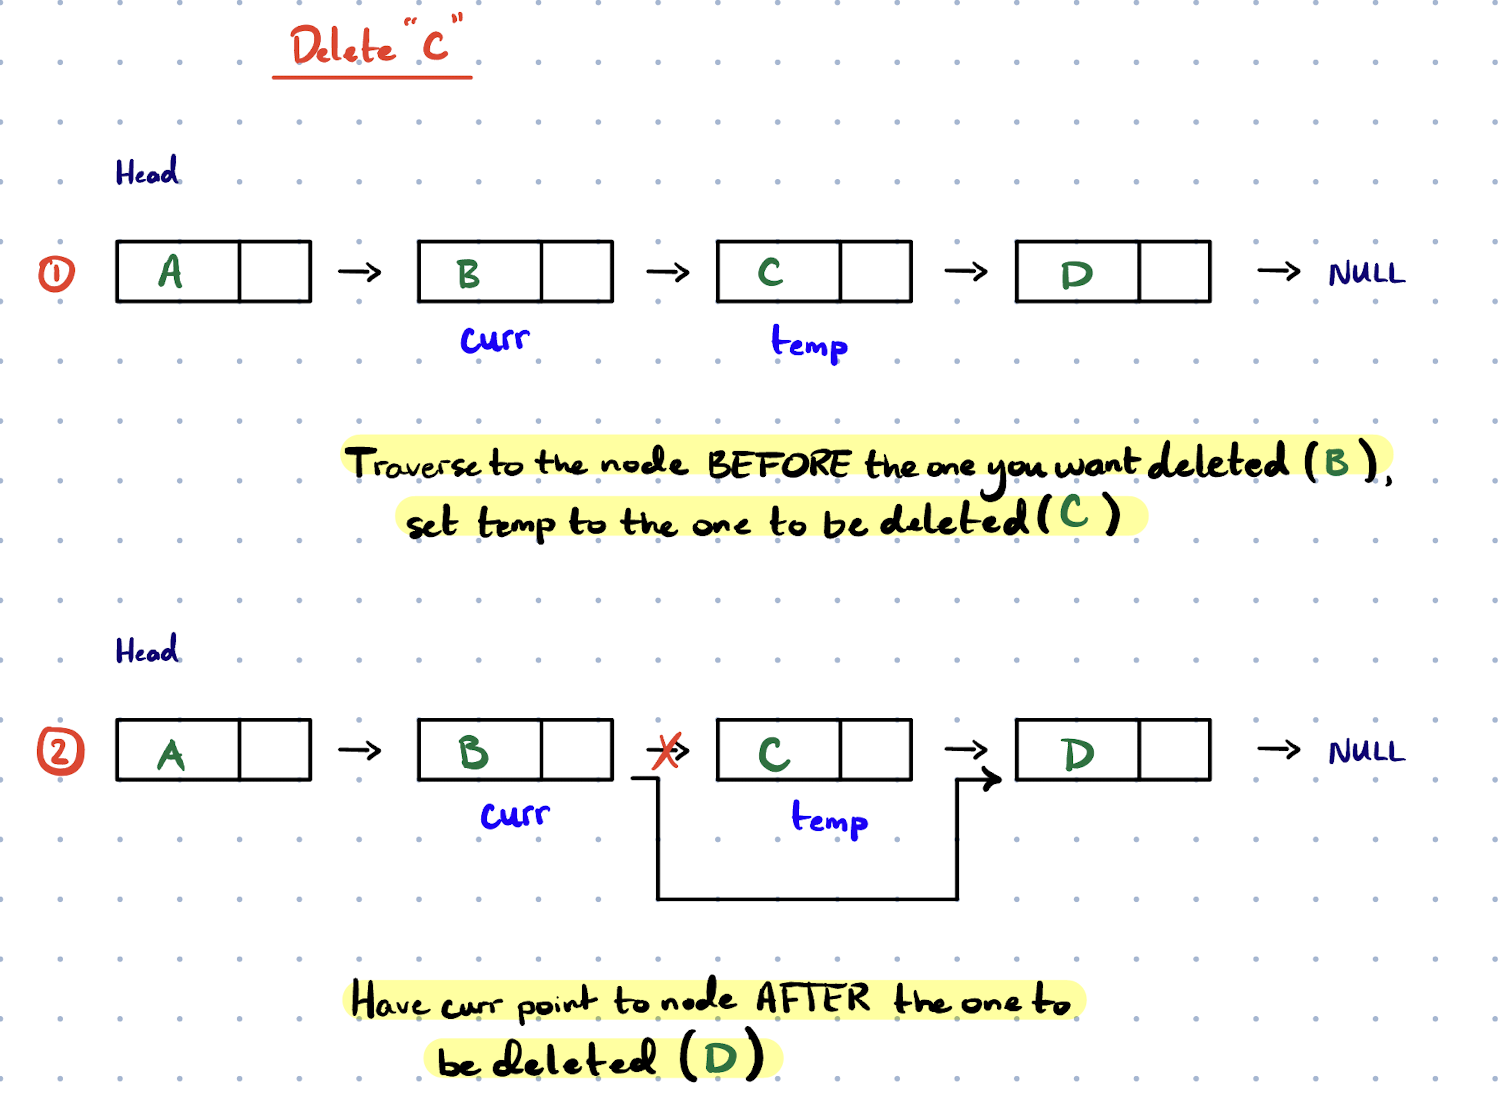 Delete "C"
Head
① A → B → C → D → NULL
curr temp
Traverse to the node BEFORE the one you want deleted (B),
set temp to the one to be deleted (C)
Head
② A → B → C → D → NULL
curr temp
Have curr point to node AFTER the one to
be deleted (D)